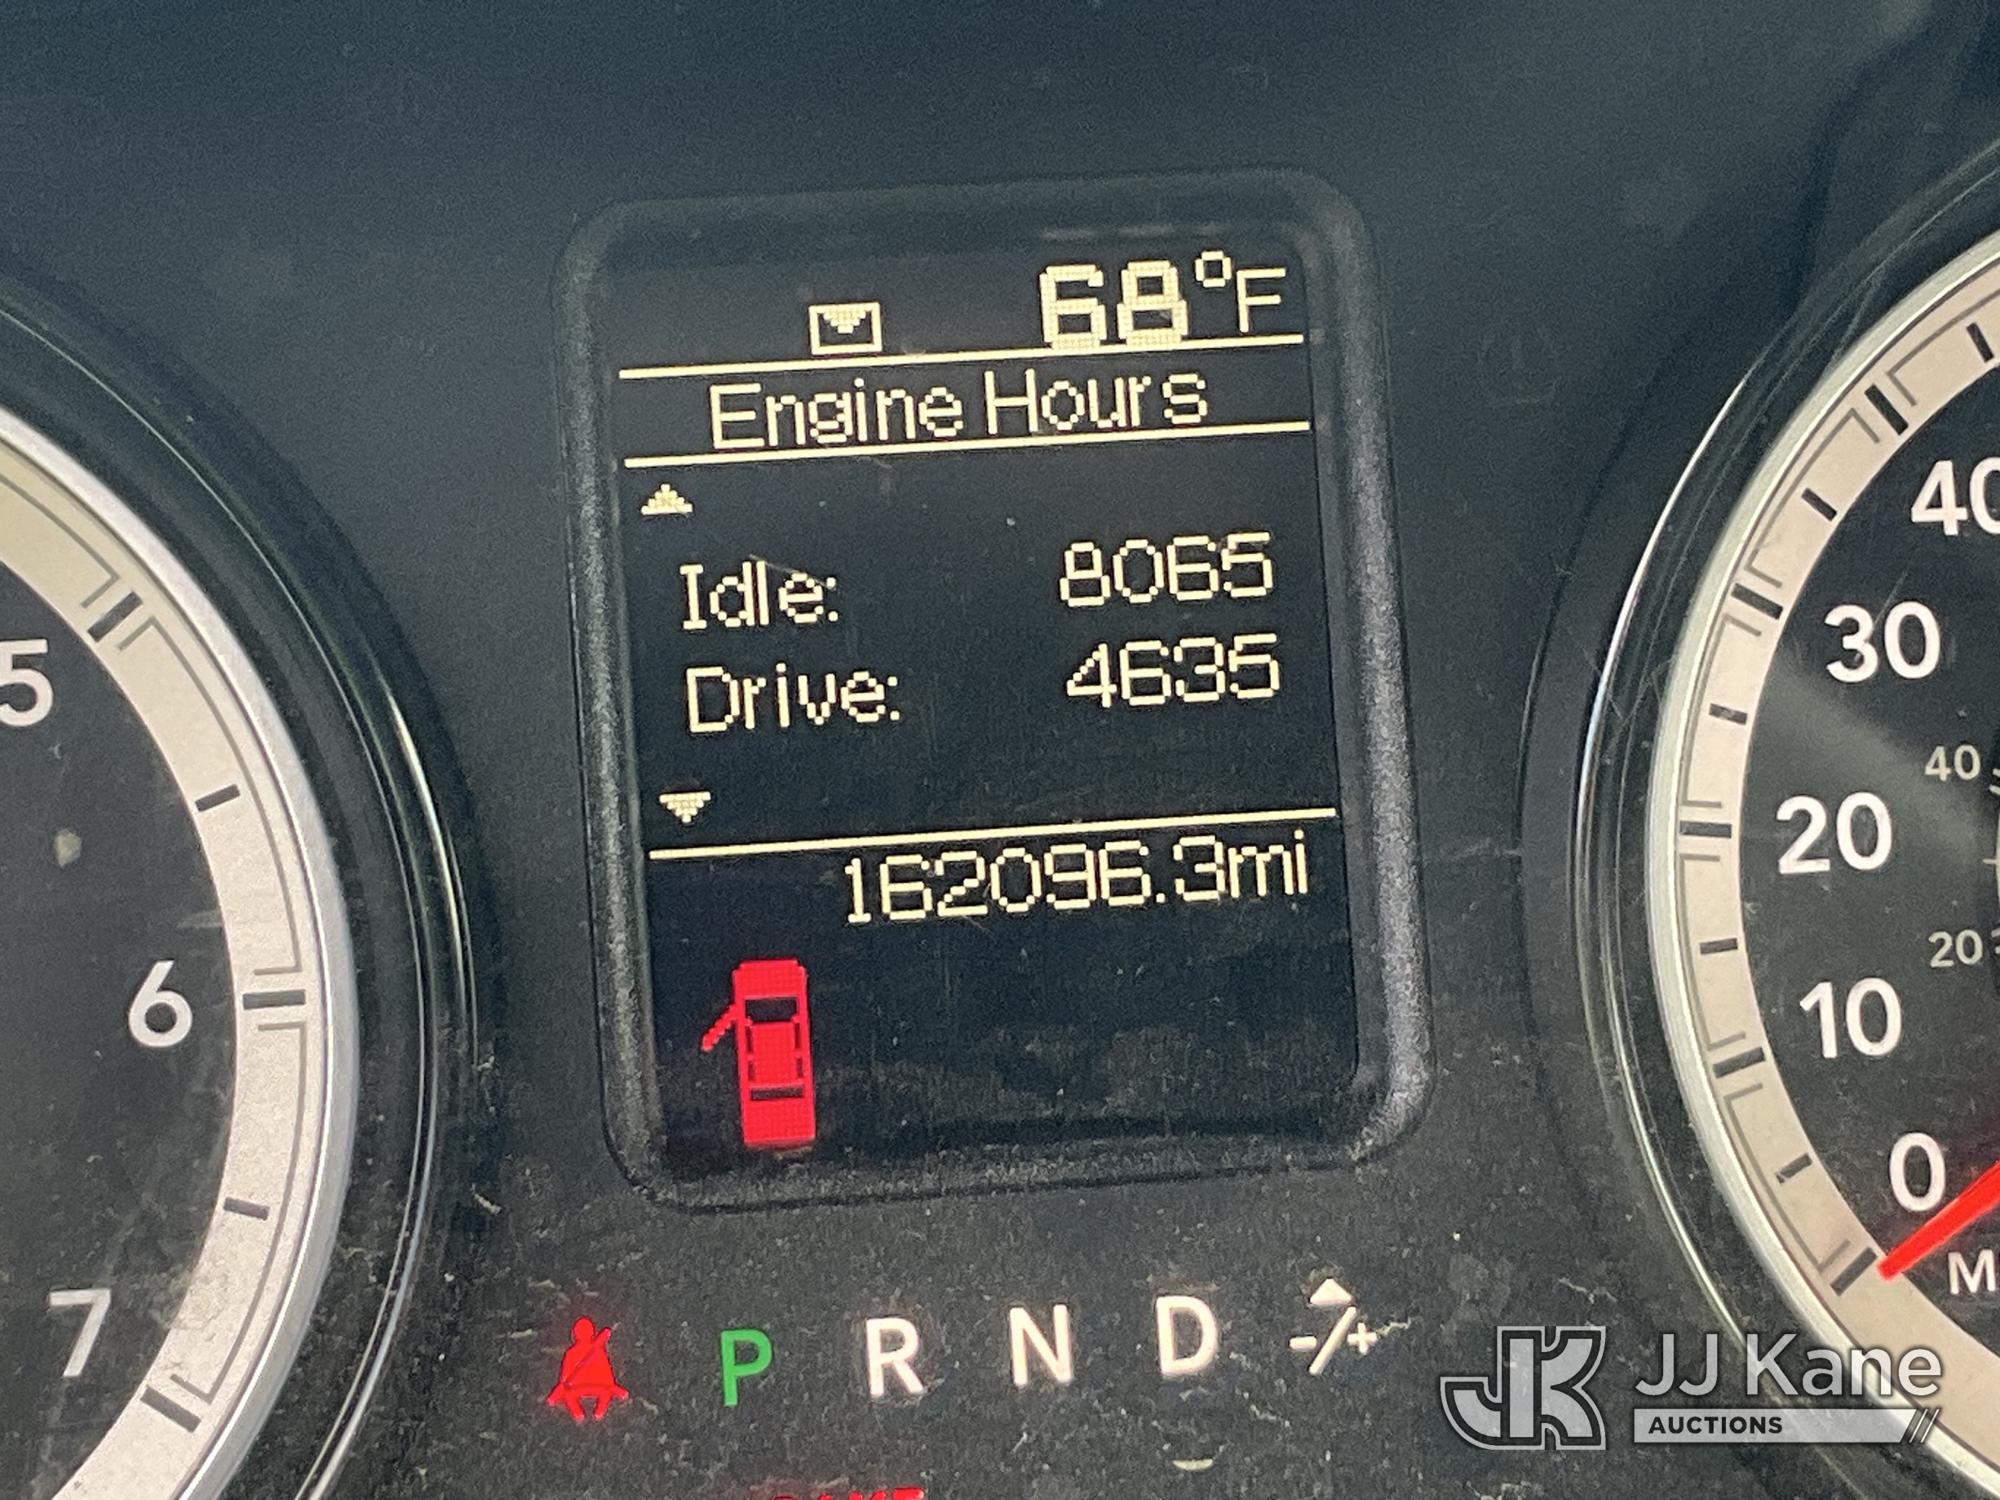 68°F
Engine Hours
Idle: 8065
Drive: 4635
162096.3mi
P R N D -/+
5
6
7
40
30
40
20
20
10
0
JK JJ Kane
AUCTIONS